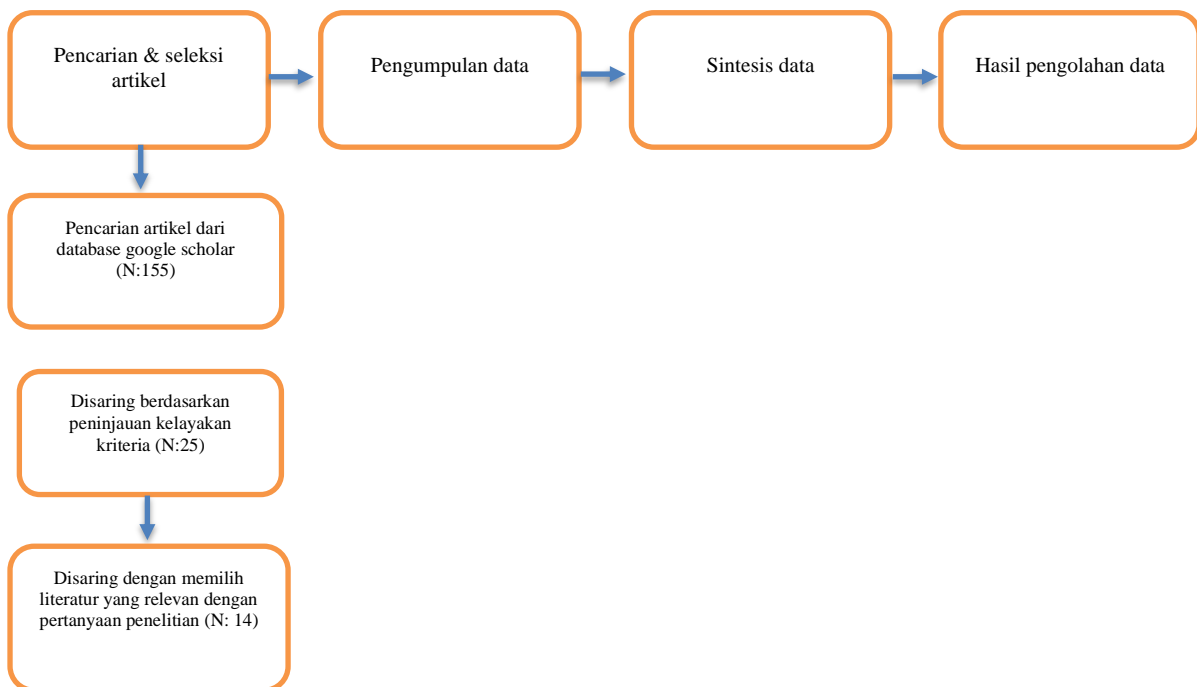 Pencarian & seleksi
artikel
Pengumpulan data
Sintesis data
Hasil pengolahan data
Pencarian artikel dari
database google scholar
(N:155)
Disaring berdasarkan
peninjauan kelayakan
kriteria (N:25)
Disaring dengan memilih
literatur yang relevan dengan
pertanyaan penelitian (N: 14)